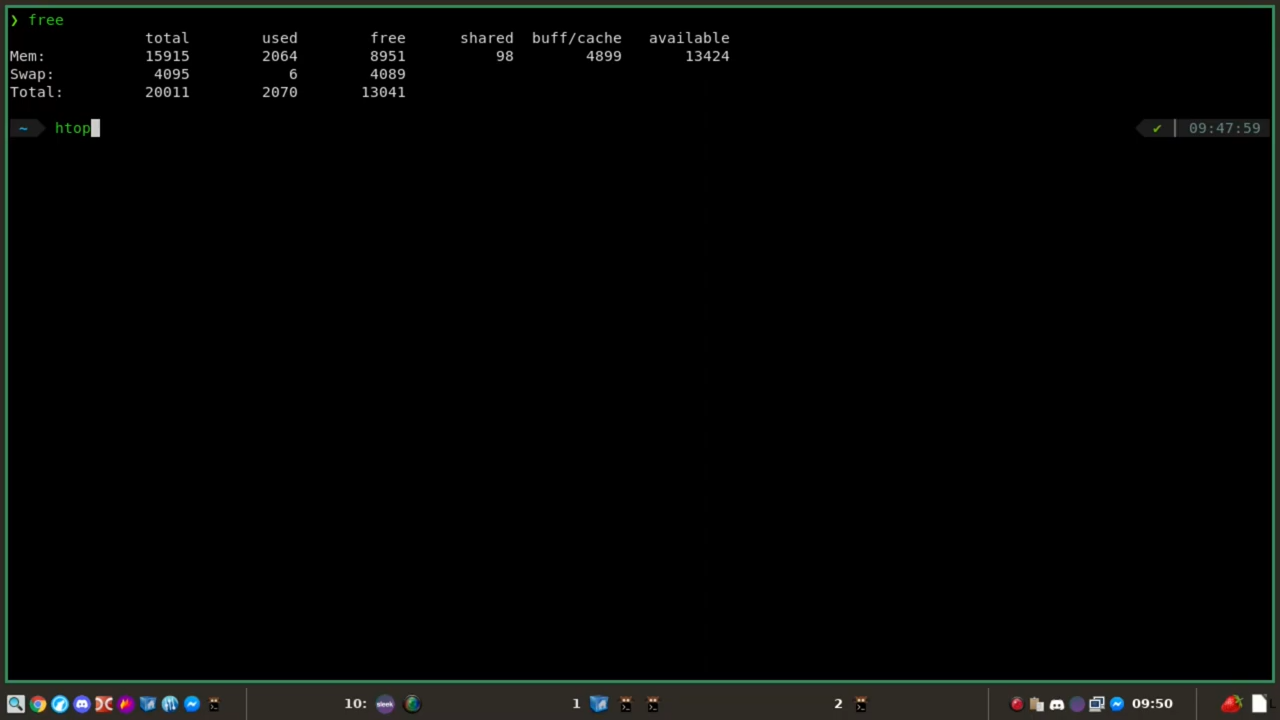 ❯ free
total used free shared buff/cache available
Mem: 15915 2064 8951 98 4899 13424
Swap: 4095 6 4089
Total: 20011 2070 13041
~ htop ✔ 09:47:59
10: sleek 1 2 09:50